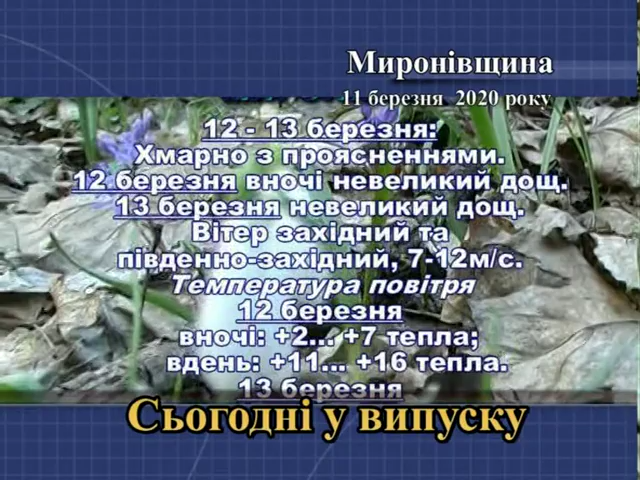 Миронівщина
11 березня 2020 року
12 - 13 березня:
Хмарно з проясненнями.
12 березня вночі невеликий дощ.
13 березня невеликий дощ.
Вітер західний та
південно-західний, 7-12м/с.
Температура повітря
12 березня
вночі: +2... +7 тепла;
вдень: +11... +16 тепла.
13 березня
Сьогодні у випуску